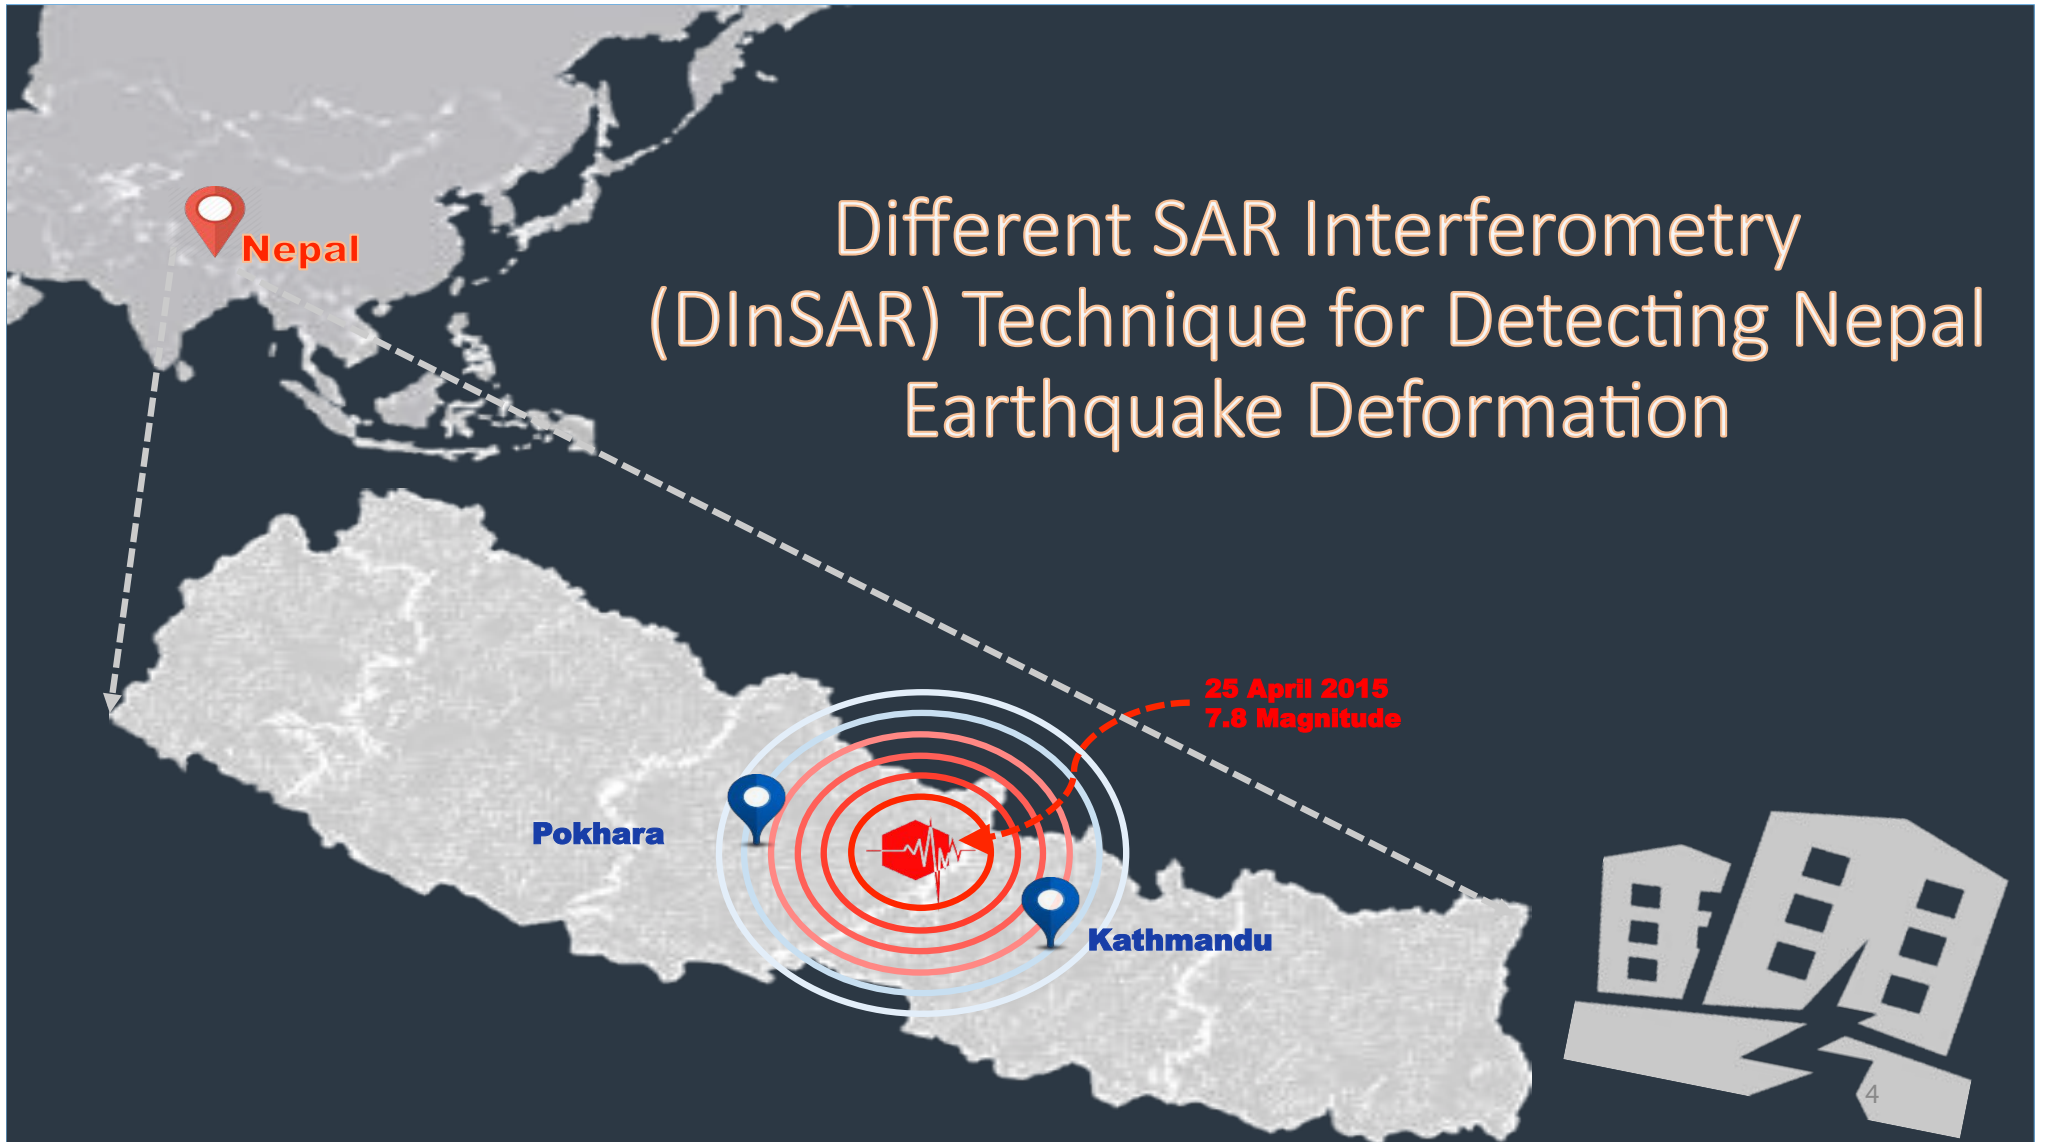 Different SAR Interferometry
(DInSAR) Technique for Detecting Nepal
Earthquake Deformation
Nepal
25 April 2015
7.8 Magnitude
Pokhara
Kathmandu
4